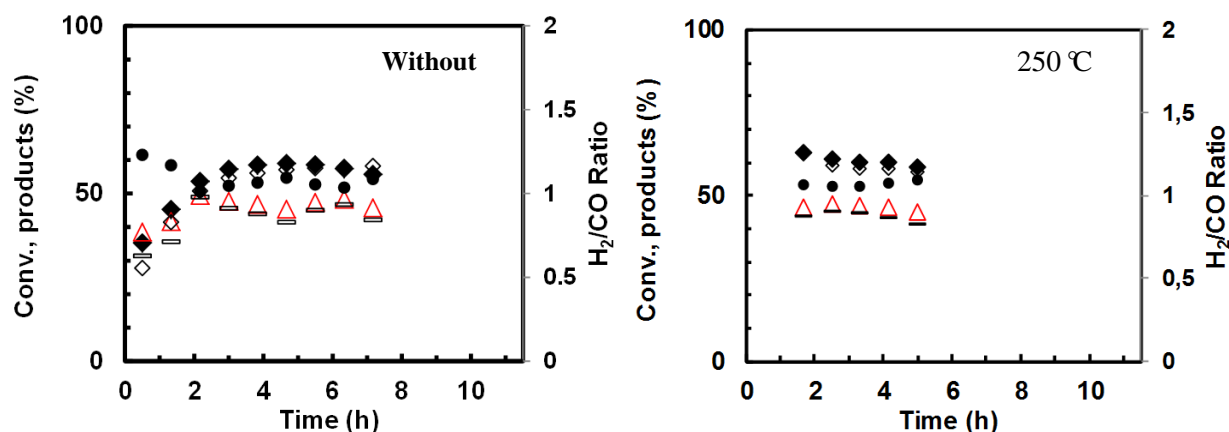 100
50
0
Conv., products (%)
Without
2
1.5
1
0.5
0
H₂/CO Ratio
0 2 4 6 8 10
Time (h)
100
50
0
Conv., products (% )
250 ℃
2
1,5
1
0,5
0
H₂/CO Ratio
0 2 4 6 8 10
Time (h)